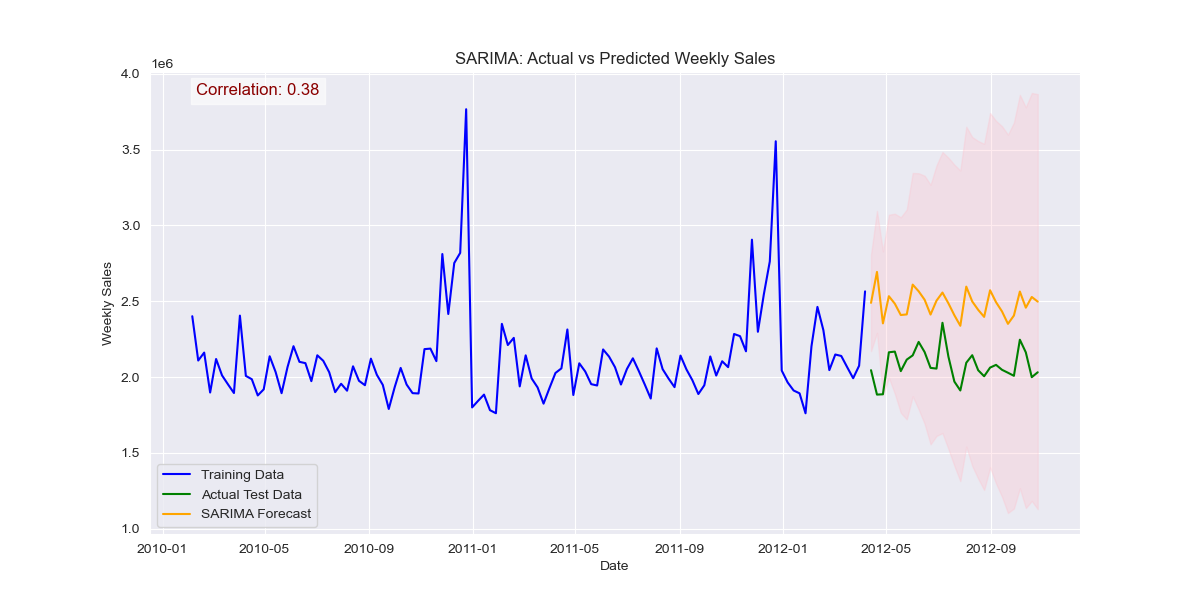 SARIMA: Actual vs Predicted Weekly Sales
1e6
Correlation: 0.38
4.0
3.5
3.0
2.5
2.0
1.5
1.0
Weekly Sales
Training Data
Actual Test Data
SARIMA Forecast
2010-01 2010-05 2010-09 2011-01 2011-05 2011-09 2012-01 2012-05 2012-09
Date